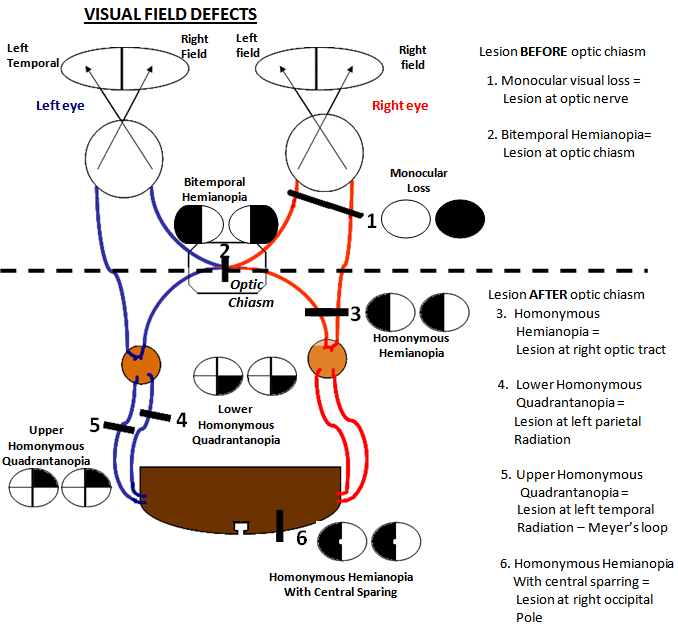 VISUAL FIELD DEFECTS
Left
Temporal
Right
Field
Left
field
Right
field
Left eye
Right eye
Bitemporal
Hemianopia
Monocular
Loss
1
2
Optic
Chiasm
3
Homonymous
Hemianopia
Lower
Homonymous
Quadrantanopia
4
5
Upper
Homonymous
Quadrantanopia
6
Homonymous Hemianopia
With Central Sparing
Lesion BEFORE optic chiasm
1. Monocular visual loss =
Lesion at optic nerve
2. Bitemporal Hemianopia=
Lesion at optic chiasm
Lesion AFTER optic chiasm
3. Homonymous
Hemianopia =
Lesion at right optic tract
4. Lower Homonymous
Quadrantanopia =
Lesion at left parietal
Radiation
5. Upper Homonymous
Quadrantanopia =
Lesion at left temporal
Radiation – Meyer's loop
6. Homonymous Hemianopia
With central sparring =
Lesion at right occipital
Pole